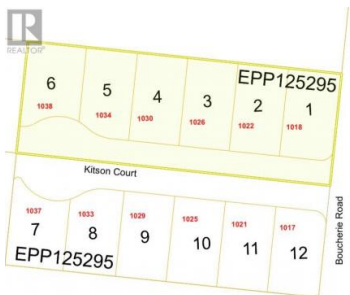 R
REALTOR®
EPP125295
6 5 4 3 2 1
1038 1034 1030 1026 1022 1018
Kitson Court
Boucherie Road
1037 1033 1029 1025 1021 1017
7 8 9 10 11 12
EPP125295